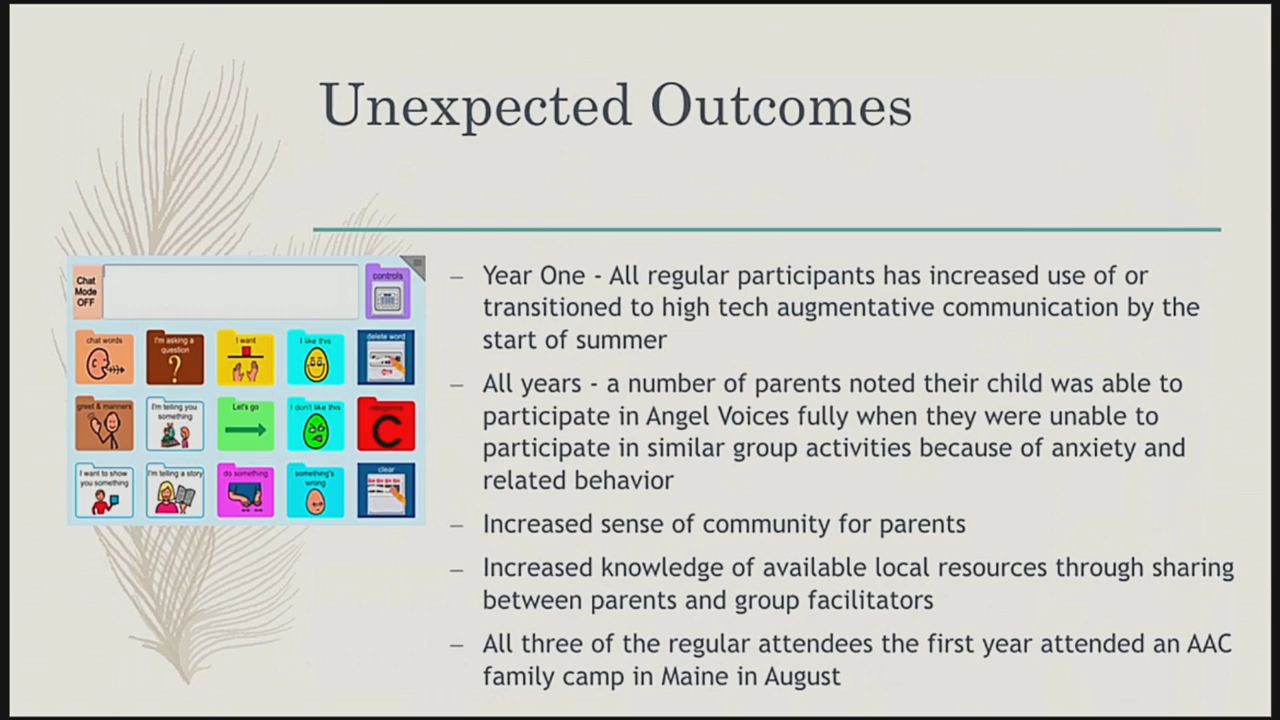 Unexpected Outcomes
Chat
Mode
OFF
controls
chat words
I'm asking a
question
?
I want
I like this
delete word
greet & manners
I'm telling you
something
Let's go
I don't like this
categories
C
I want to show
you something
I'm telling a story
do something
something's
wrong
clear
– Year One - All regular participants has increased use of or
transitioned to high tech augmentative communication by the
start of summer
– All years - a number of parents noted their child was able to
participate in Angel Voices fully when they were unable to
participate in similar group activities because of anxiety and
related behavior
– Increased sense of community for parents
– Increased knowledge of available local resources through sharing
between parents and group facilitators
– All three of the regular attendees the first year attended an AAC
family camp in Maine in August